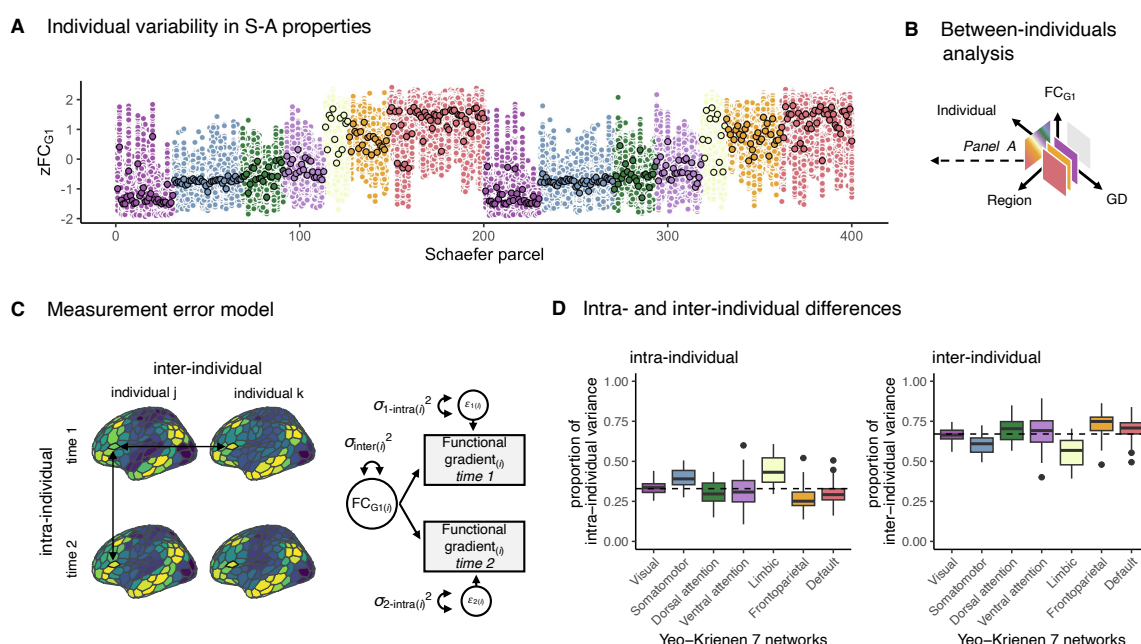 A Individual variability in S-A properties
zFCG1
2
1
0
-1
-2
0 100 200 300 400
Schaefer parcel
B Between-individuals
analysis
FCG1
Individual
Panel A
Region
GD
C Measurement error model
inter-individual
individual j individual k
intra-individual
time 1
time 2
σ1-intra(i)²
ε1(i)
σinter(i)²
Functional
gradient(i)
time 1
FCG1(i)
Functional
gradient(i)
time 2
σ2-intra(i)²
ε2(i)
D Intra- and inter-individual differences
intra-individual
proportion of
intra−individual variance
1.00
0.75
0.50
0.25
0.00
Visual
Somatomotor
Dorsal attention
Ventral attention
Limbic
Frontoparietal
Default
Yeo−Krienen 7 networks
inter-individual
proportion of
inter−individual variance
1.00
0.75
0.50
0.25
0.00
Visual
Somatomotor
Dorsal attention
Ventral attention
Limbic
Frontoparietal
Default
Yeo−Krienen 7 networks